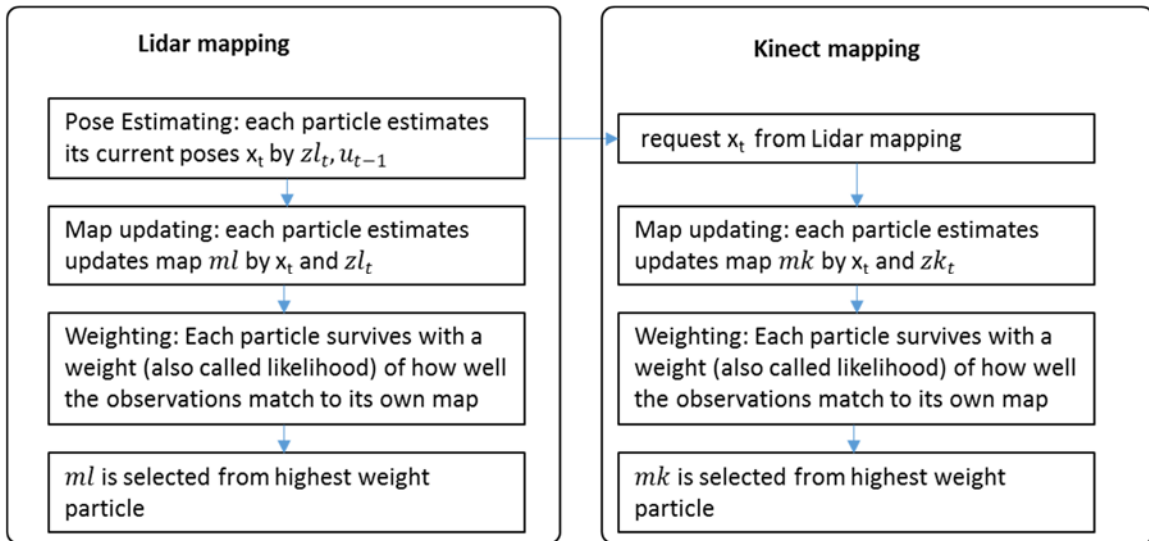 Lidar mapping
Pose Estimating: each particle estimates
its current poses xₜ by zlₜ, uₜ₋₁
Map updating: each particle estimates
updates map ml by xₜ and zlₜ
Weighting: Each particle survives with a
weight (also called likelihood) of how well
the observations match to its own map
ml is selected from highest weight
particle
Kinect mapping
request xₜ from Lidar mapping
Map updating: each particle estimates
updates map mk by xₜ and zkₜ
Weighting: Each particle survives with a
weight (also called likelihood) of how well
the observations match to its own map
mk is selected from highest weight
particle